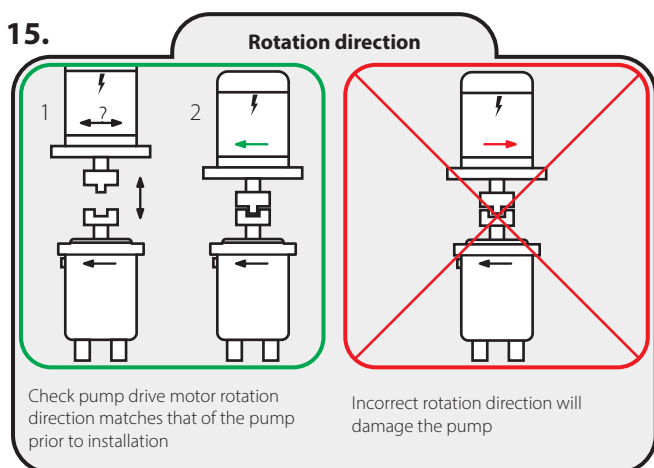 15.
Rotation direction
1
?
2
Check pump drive motor rotation
direction matches that of the pump
prior to installation
Incorrect rotation direction will
damage the pump